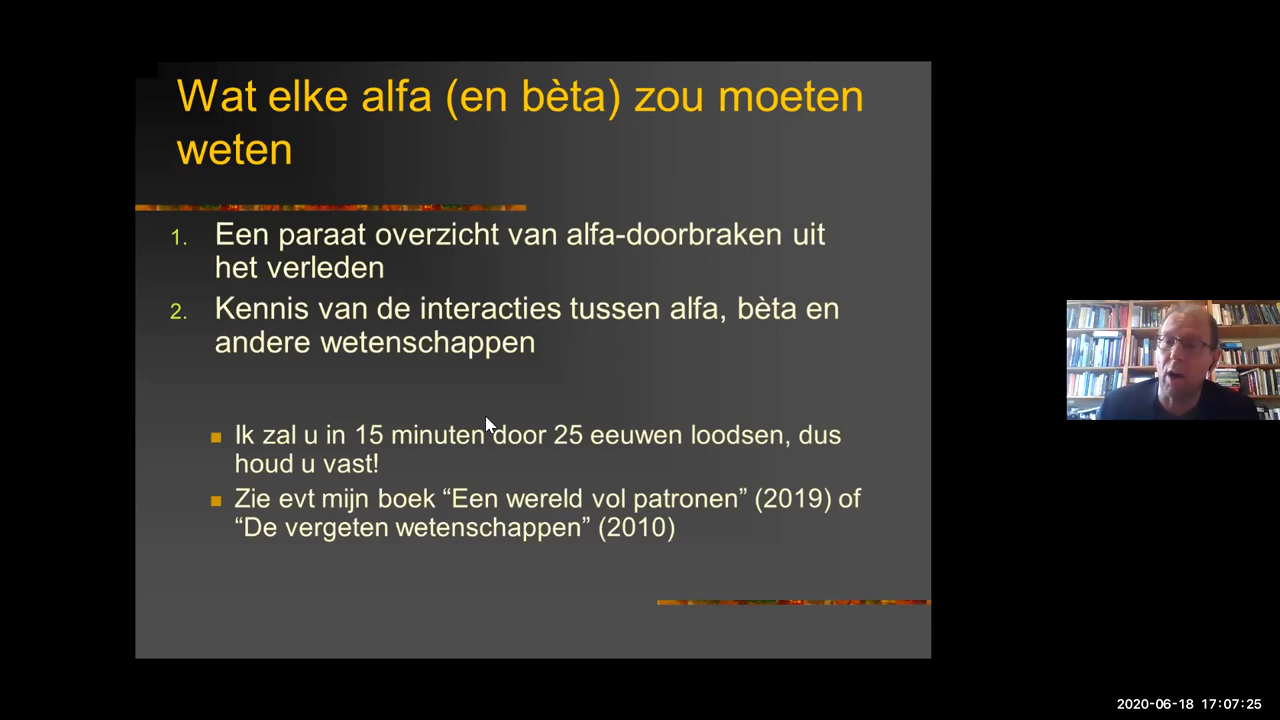 Wat elke alfa (en bèta) zou moeten
weten
1. Een paraat overzicht van alfa-doorbraken uit
het verleden
2. Kennis van de interacties tussen alfa, bèta en
andere wetenschappen
Ik zal u in 15 minuten door 25 eeuwen loodsen, dus
houd u vast!
Zie evt mijn boek “Een wereld vol patronen” (2019) of
“De vergeten wetenschappen” (2010)
2020-06-18 17:07:25